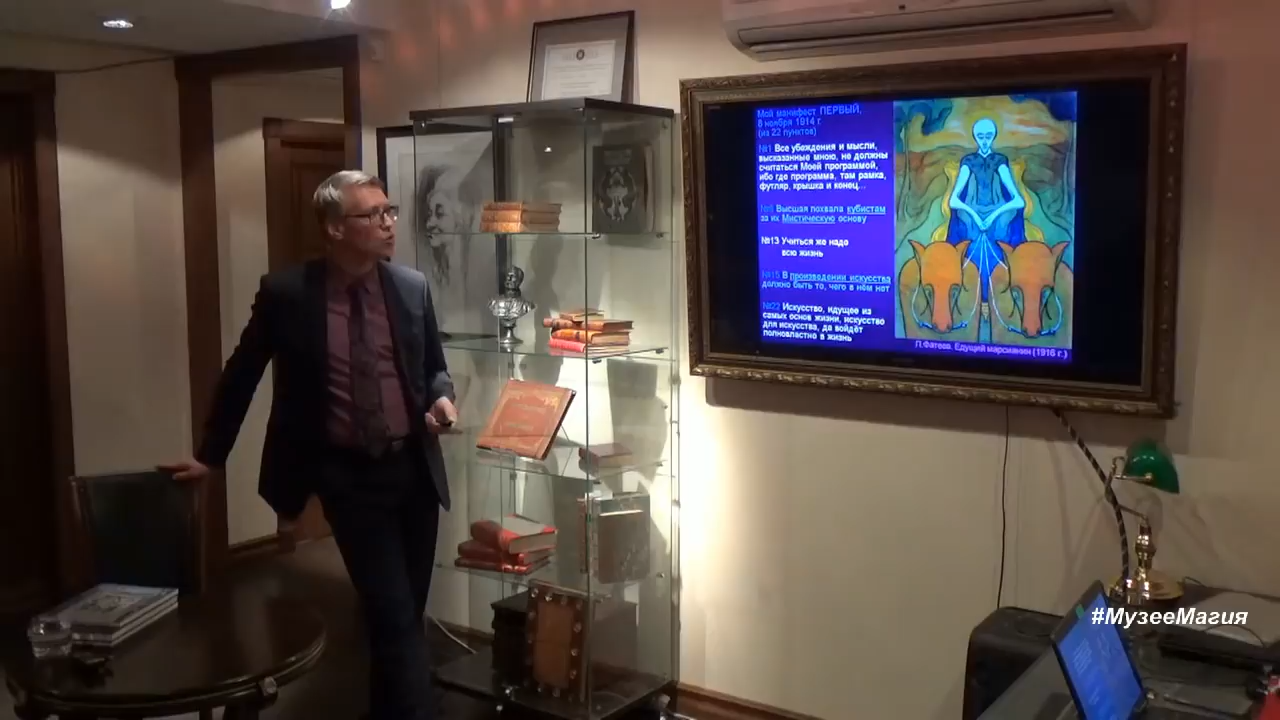 Мой манифест ПЕРВЫЙ,
8 ноября 1914 г.
(из 22 пунктов)
№1 Все убеждения и мысли,
высказанные мною, не должны
считаться Моей программой,
ибо где программа, там рамка,
футляр, крышка и конец...
Высшая похвала кубистам
за их Мистическую основу
№13 Учиться же надо
всю жизнь
№15 В произведении искусства
должно быть то, чего в нём нет
№22 Искусство, идущее из
самых основ жизни, искусство
для искусства, да войдёт
полновластно в жизнь
П.Фатеев. Едущий марсианин (1916 г.)
#МузееМагия